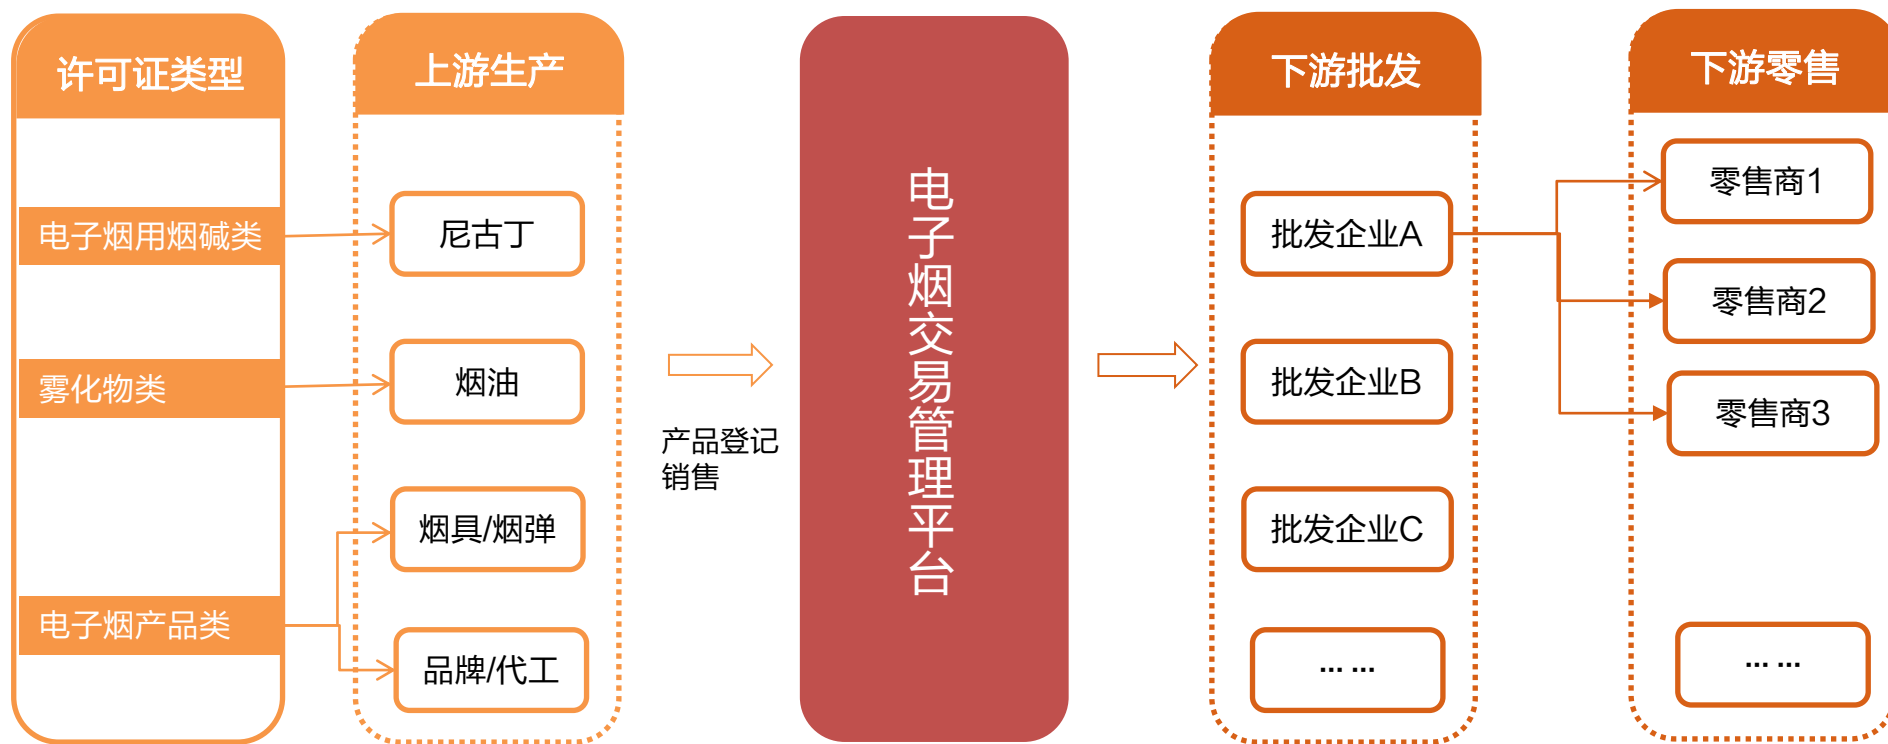 许可证类型
电子烟用烟碱类
雾化物类
电子烟产品类
上游生产
尼古丁
烟油
烟具/烟弹
品牌/代工
产品登记
销售
电子烟交易管理平台
下游批发
批发企业A
批发企业B
批发企业C
... ...
下游零售
零售商1
零售商2
零售商3
... ...